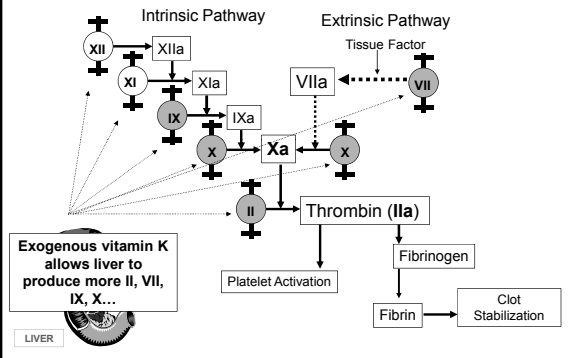 Intrinsic Pathway
Extrinsic Pathway
Tissue Factor
XII
XIIa
XI
XIa
VIIa
VII
IX
IXa
X
Xa
X
II
Thrombin (IIa)
Exogenous vitamin K
allows liver to
produce more II, VII,
IX, X...
Platelet Activation
Fibrinogen
Fibrin
Clot
Stabilization
LIVER